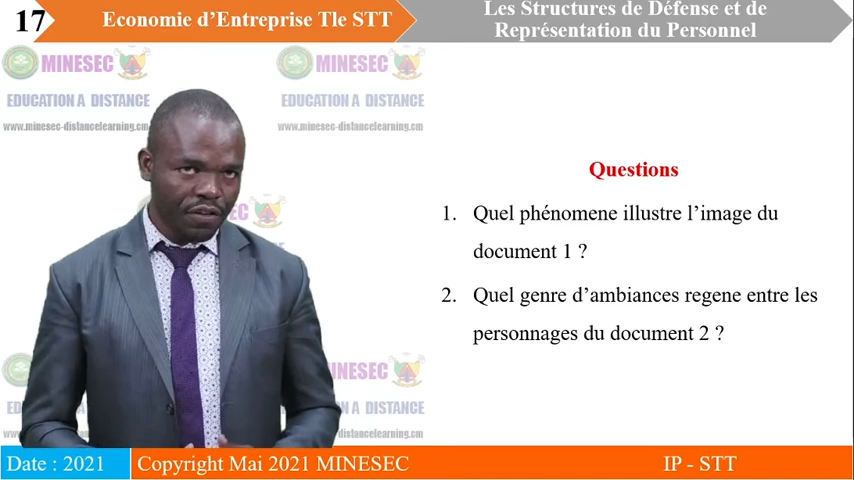 17
Economie d’Entreprise Tle STT
Les Structures de Défense et de
Représentation du Personnel
MINESEC
MINESEC
EDUCATION A DISTANCE
EDUCATION A DISTANCE
www.minesec-distancelearning.cm
www.minesec-distancelearning.cm
Questions
1. Quel phénomene illustre l’image du
document 1 ?
2. Quel genre d’ambiances regene entre les
personnages du document 2 ?
MINESEC
DISTANCE
Date : 2021
Copyright Mai 2021 MINESEC
IP - STT